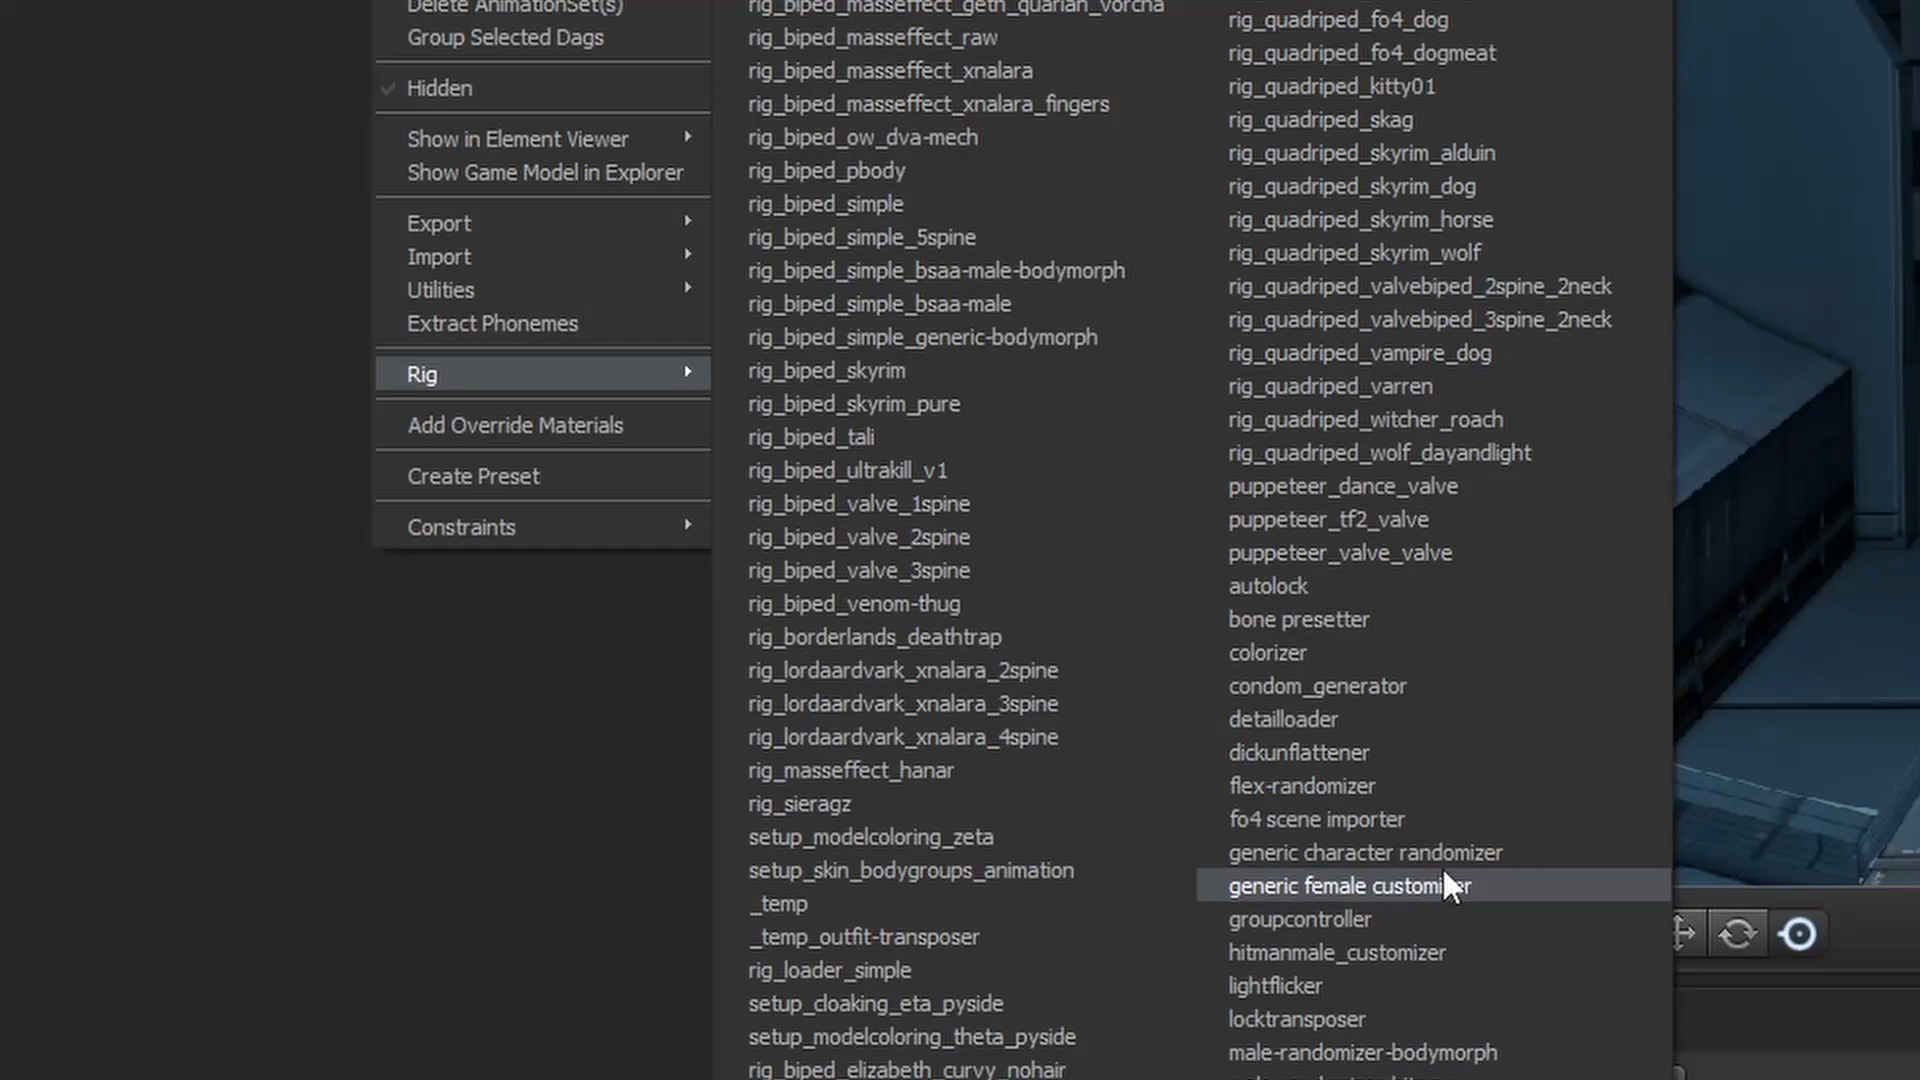 Delete AnimationSet(s)
Group Selected Dags
Hidden
Show in Element Viewer
Show Game Model in Explorer
Export
Import
Utilities
Extract Phonemes
Rig
Add Override Materials
Create Preset
Constraints
rig_biped_masseffect_geth_quarian_vorcha
rig_biped_masseffect_raw
rig_biped_masseffect_xnalara
rig_biped_masseffect_xnalara_fingers
rig_biped_ow_dva-mech
rig_biped_pbody
rig_biped_simple
rig_biped_simple_5spine
rig_biped_simple_bsaa-male-bodymorph
rig_biped_simple_bsaa-male
rig_biped_simple_generic-bodymorph
rig_biped_skyrim
rig_biped_skyrim_pure
rig_biped_tali
rig_biped_ultrakill_v1
rig_biped_valve_1spine
rig_biped_valve_2spine
rig_biped_valve_3spine
rig_biped_venom-thug
rig_borderlands_deathtrap
rig_lordaardvark_xnalara_2spine
rig_lordaardvark_xnalara_3spine
rig_lordaardvark_xnalara_4spine
rig_masseffect_hanar
rig_sieragz
setup_modelcoloring_zeta
setup_skin_bodygroups_animation
_temp
_temp_outfit-transposer
rig_loader_simple
setup_cloaking_eta_pyside
setup_modelcoloring_theta_pyside
rig_biped_elizabeth_curvy_nohair
rig_quadriped_fo4_dog
rig_quadriped_fo4_dogmeat
rig_quadriped_kitty01
rig_quadriped_skag
rig_quadriped_skyrim_alduin
rig_quadriped_skyrim_dog
rig_quadriped_skyrim_horse
rig_quadriped_skyrim_wolf
rig_quadriped_valvebiped_2spine_2neck
rig_quadriped_valvebiped_3spine_2neck
rig_quadriped_vampire_dog
rig_quadriped_varren
rig_quadriped_witcher_roach
rig_quadriped_wolf_dayandlight
puppeteer_dance_valve
puppeteer_tf2_valve
puppeteer_valve_valve
autolock
bone presetter
colorizer
condom_generator
detailloader
dickunflattener
flex-randomizer
fo4 scene importer
generic character randomizer
generic female customizer
groupcontroller
hitmanmale_customizer
lightflicker
locktransposer
male-randomizer-bodymorph